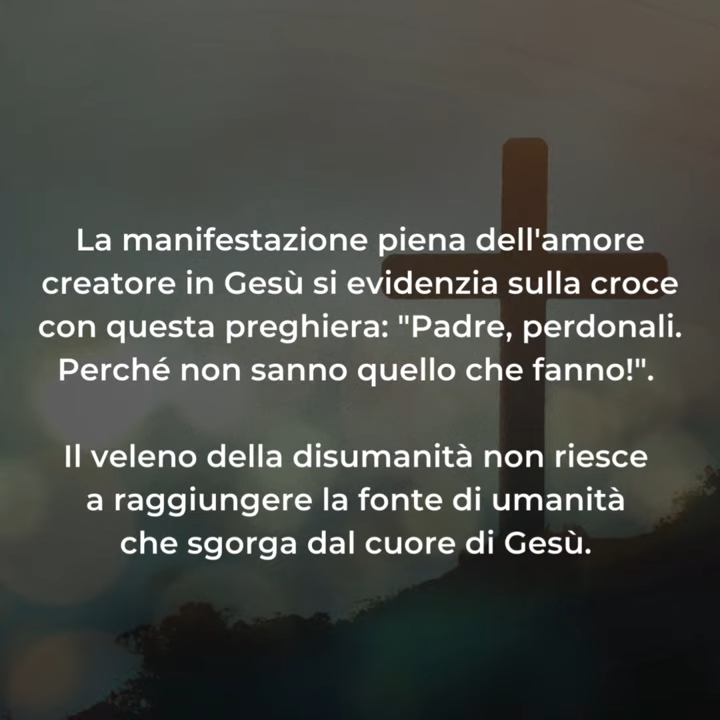 La manifestazione piena dell'amore
creatore in Gesù si evidenzia sulla croce
con questa preghiera: "Padre, perdonali.
Perché non sanno quello che fanno!".
Il veleno della disumanità non riesce
a raggiungere la fonte di umanità
che sgorga dal cuore di Gesù.